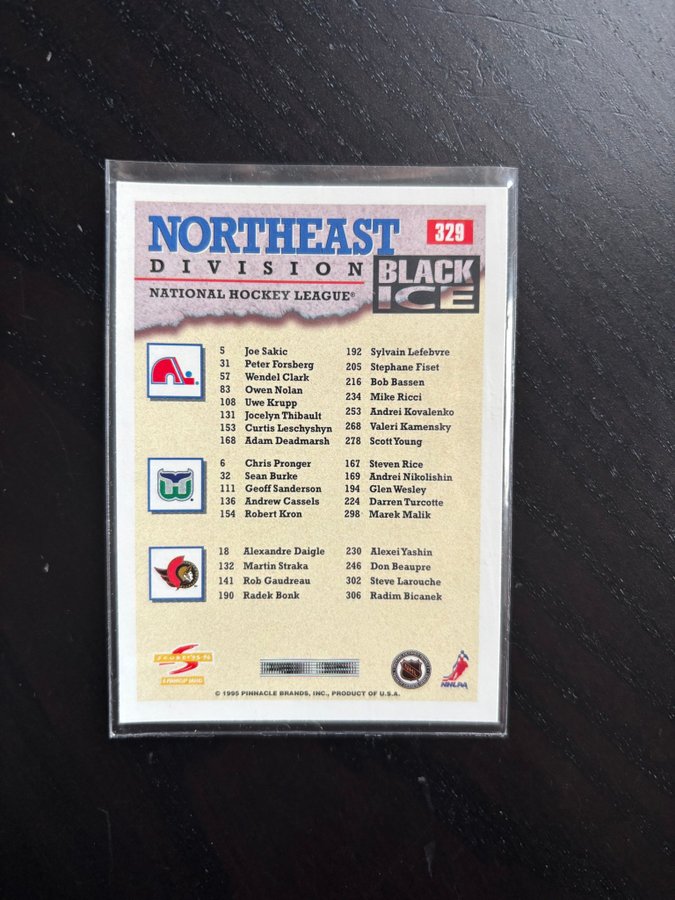 NORTHEAST
329
DIVISION
BLACK ICE
NATIONAL HOCKEY LEAGUE®
5 Joe Sakic
31 Peter Forsberg
57 Wendel Clark
83 Owen Nolan
108 Uwe Krupp
131 Jocelyn Thibault
153 Curtis Leschyshyn
168 Adam Deadmarsh
192 Sylvain Lefebvre
205 Stephane Fiset
216 Bob Bassen
234 Mike Ricci
253 Andrei Kovalenko
268 Valeri Kamensky
278 Scott Young
6 Chris Pronger
32 Sean Burke
111 Geoff Sanderson
136 Andrew Cassels
154 Robert Kron
167 Steven Rice
169 Andrei Nikolishin
194 Glen Wesley
224 Darren Turcotte
298 Marek Malik
18 Alexandre Daigle
132 Martin Straka
141 Rob Gaudreau
190 Radek Bonk
230 Alexei Yashin
246 Don Beaupre
302 Steve Larouche
306 Radim Bicanek
NHL
NHLPA
© 1995 PINNACLE BRANDS, INC., PRODUCT OF U.S.A.